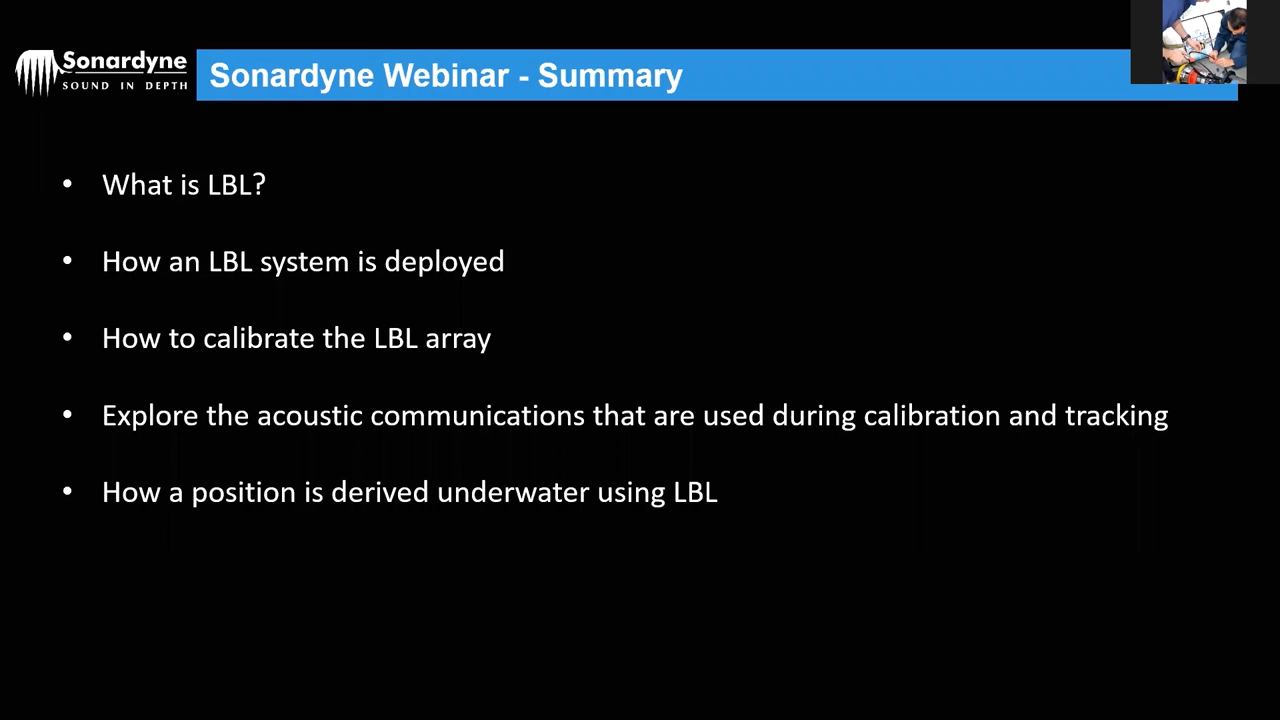 Sonardyne
SOUND IN DEPTH
Sonardyne Webinar - Summary
• What is LBL?
• How an LBL system is deployed
• How to calibrate the LBL array
• Explore the acoustic communications that are used during calibration and tracking
• How a position is derived underwater using LBL